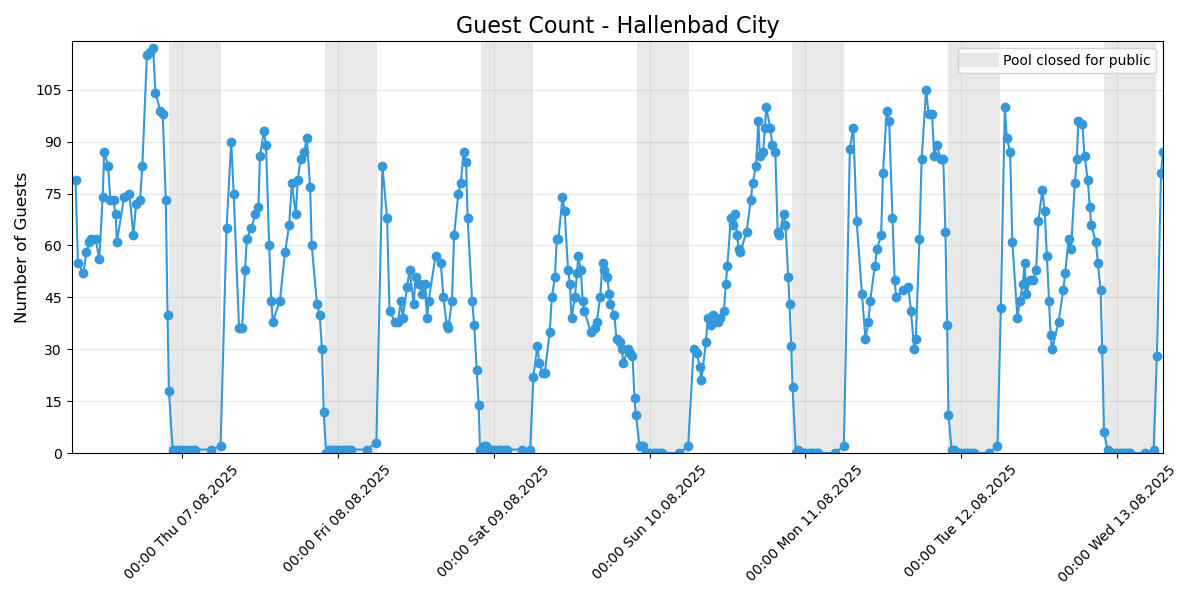 Guest Count - Hallenbad City
Pool closed for public
Number of Guests
105
90
75
60
45
30
15
0
00:00 Thu 07.08.2025
00:00 Fri 08.08.2025
00:00 Sat 09.08.2025
00:00 Sun 10.08.2025
00:00 Mon 11.08.2025
00:00 Tue 12.08.2025
00:00 Wed 13.08.2025